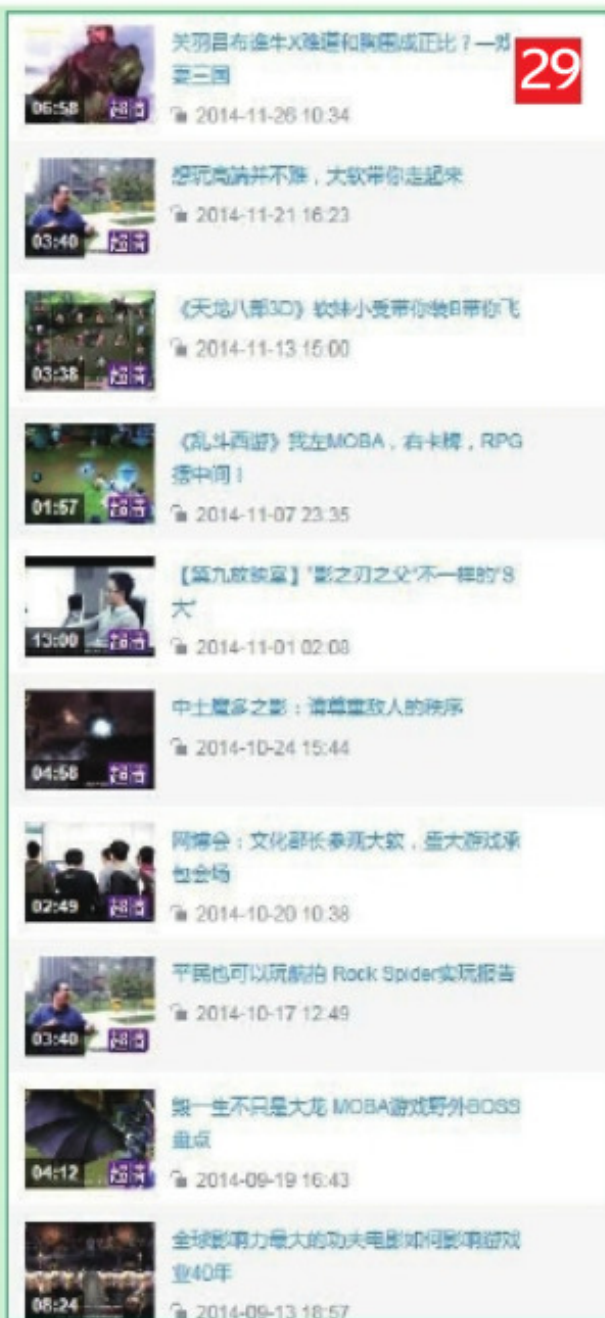 关羽吕布谁牛X难道和胸围成正比？—戏
耍三国
29
06:58 超清
2014-11-26 10:34
想玩高端并不难，大软带你走起来
2014-11-21 16:23
03:40 超清
《天龙八部3D》软妹小受带你装B带你飞
2014-11-13 15:00
03:38 超清
《乱斗西游》我左MOBA，右卡牌，RPG
搂中间！
01:57 超清
2014-11-07 23:35
【第九放映室】"影之刃之父"不一样的"S
大"
13:00 超清
2014-11-01 02:08
中土魔多之影：请尊重敌人的秩序
2014-10-24 15:44
04:58 超清
网博会：文化部长参观大软，盛大游戏承
包会场
02:49 超清
2014-10-20 10:38
平民也可以玩航拍 Rock Spider实玩报告
2014-10-17 12:49
03:40 超清
毁一生不只是大龙 MOBA游戏野外BOSS
盘点
04:12 超清
2014-09-19 16:43
全球影响力最大的功夫电影如何影响游戏
业40年
08:24
2014-09-13 18:57